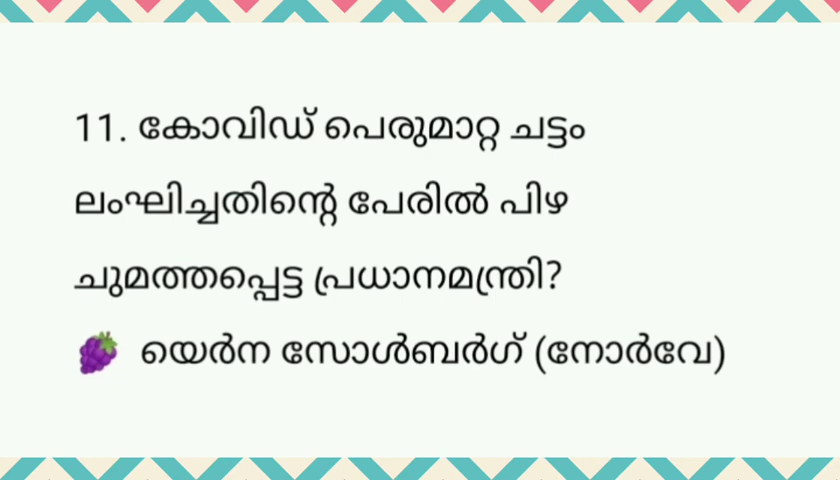 11. കോവിഡ് പെരുമാറ്റ ചട്ടം
ലംഘിച്ചതിന്റെ പേരിൽ പിഴ
ചുമത്തപ്പെട്ട പ്രധാനമന്ത്രി?
🍇 യെർന സോൾബർഗ് (നോർവേ)